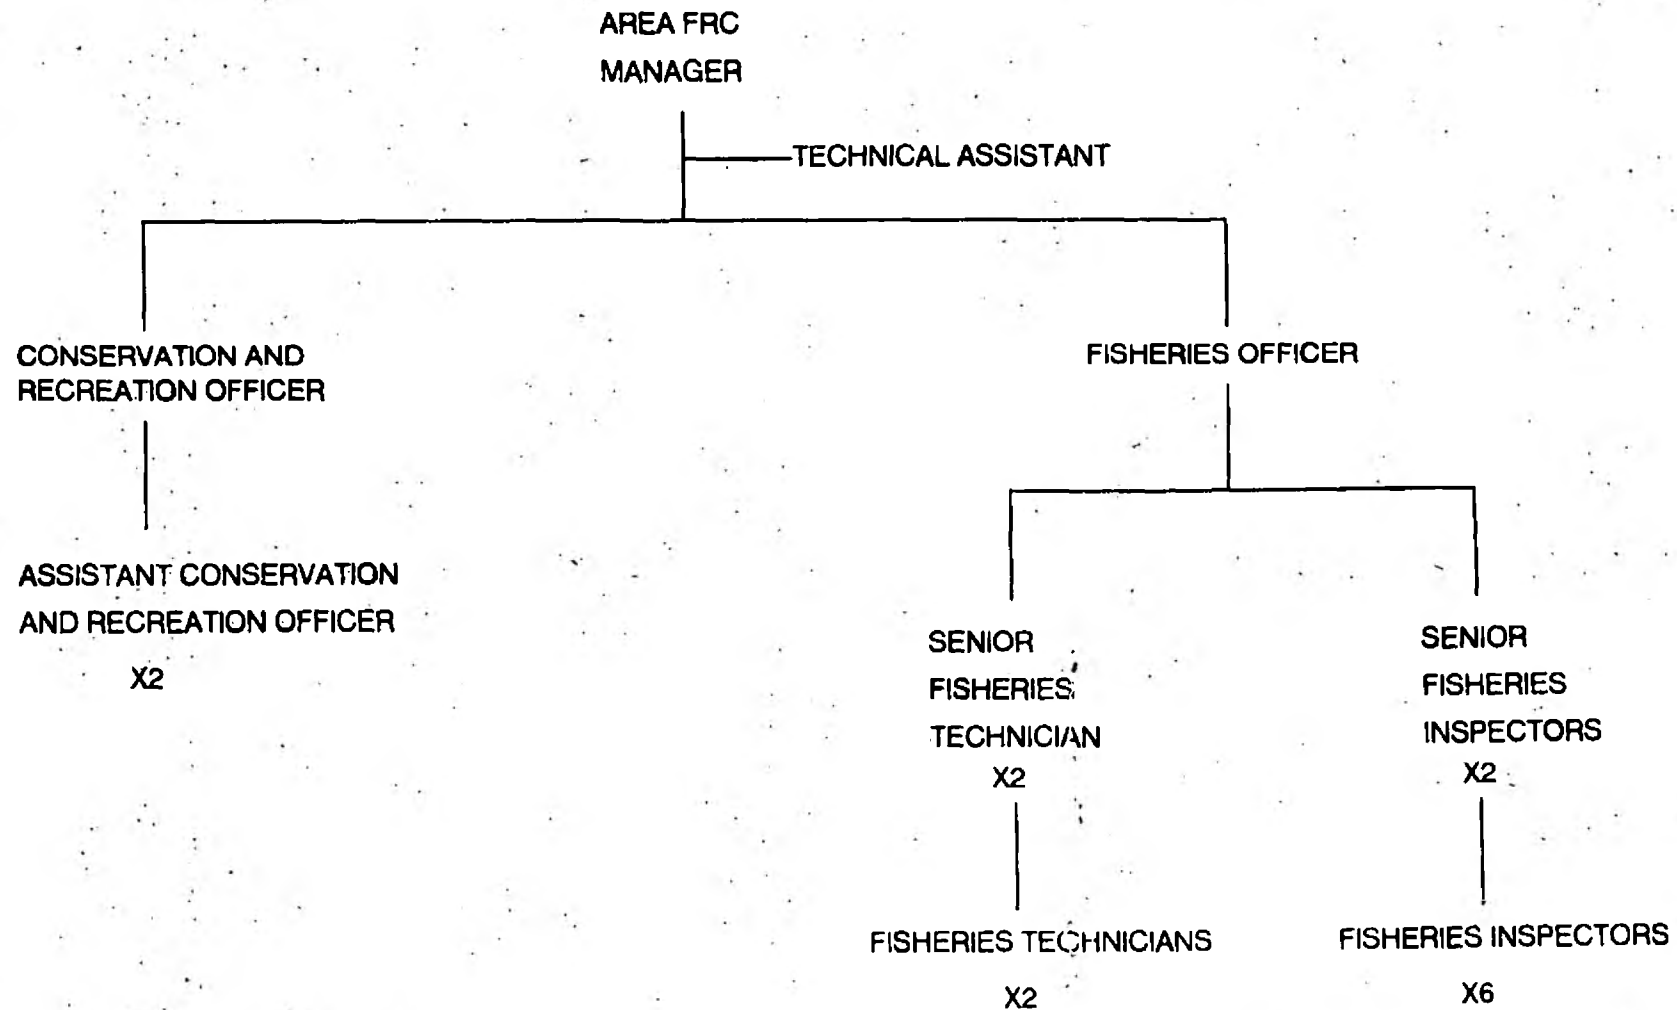 AREA FRC
MANAGER
TECHNICAL ASSISTANT
CONSERVATION AND
RECREATION OFFICER
FISHERIES OFFICER
ASSISTANT CONSERVATION
AND RECREATION OFFICER
X2
SENIOR
FISHERIES
TECHNICIAN
X2
SENIOR
FISHERIES
INSPECTORS
X2
FISHERIES TECHNICIANS
X2
FISHERIES INSPECTORS
X6